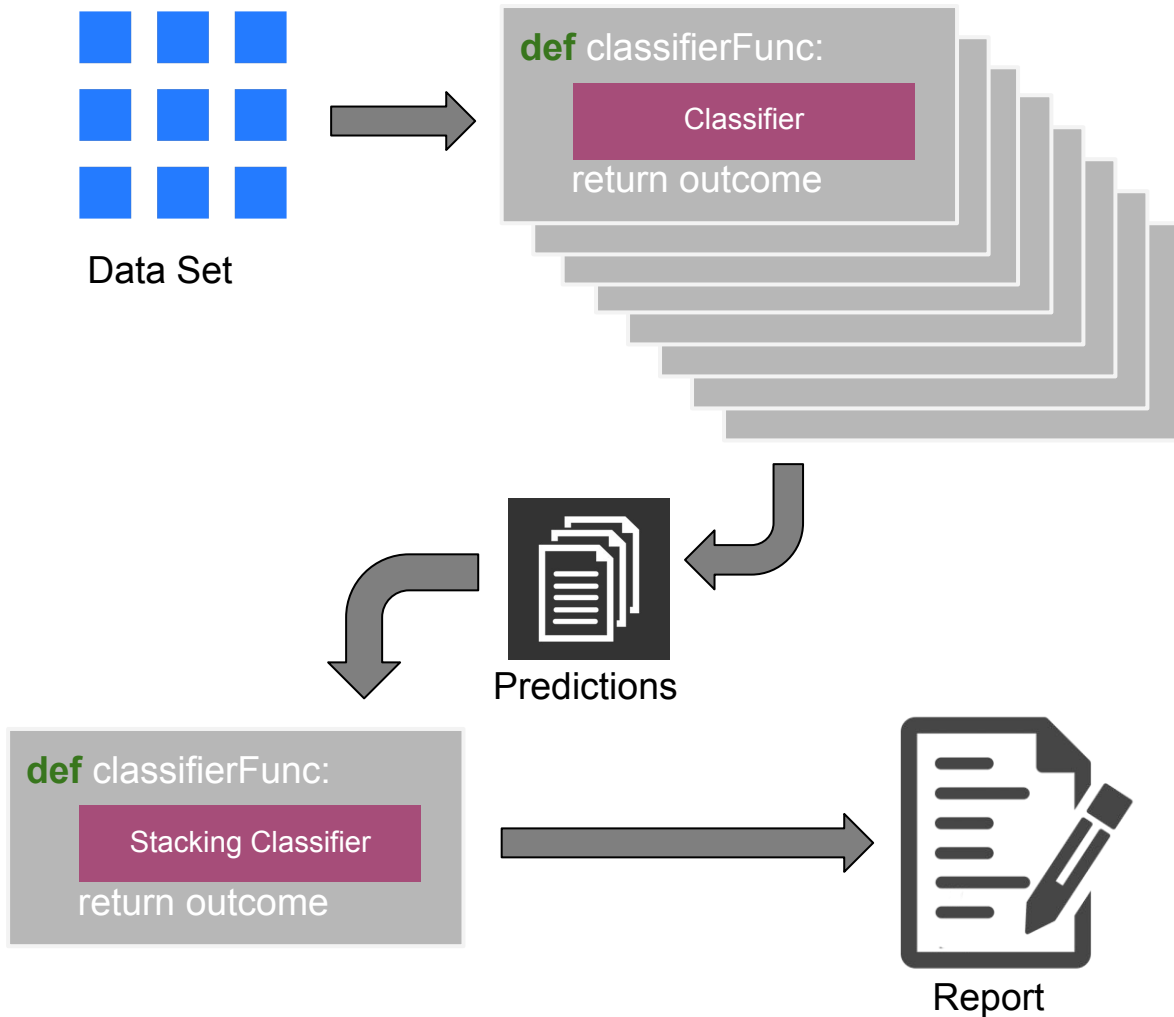 def classifierFunc:
Classifier
return outcome
Data Set
Predictions
def classifierFunc:
Stacking Classifier
return outcome
Report